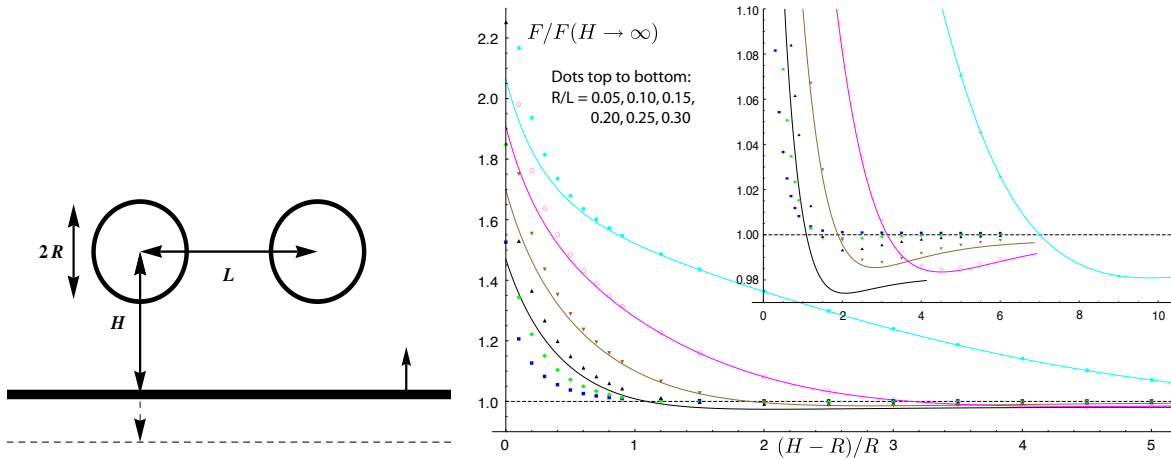 2R
L
H
F/F(H → ∞)
Dots top to bottom:
R/L = 0.05, 0.10, 0.15,
0.20, 0.25, 0.30
2.2
2.0
1.8
1.6
1.4
1.2
1.0
0 1 2 3 4 5
(H − R)/R
1.10
1.08
1.06
1.04
1.02
1.00
0.98
0 2 4 6 8 10